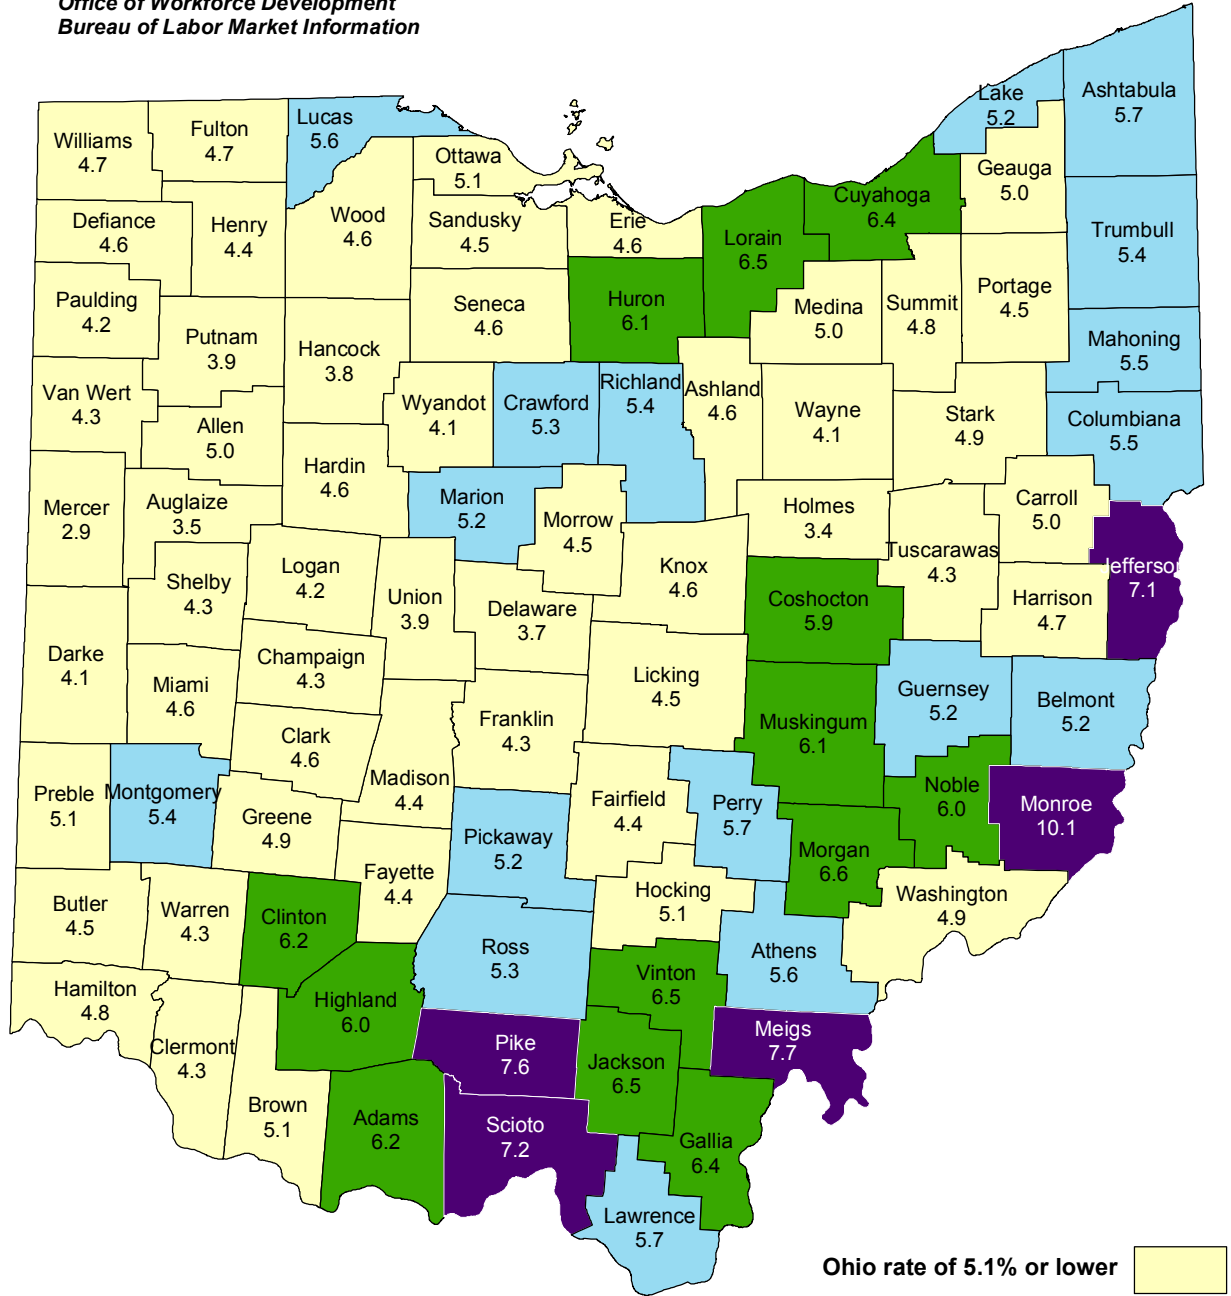 Office of Workforce Development
Bureau of Labor Market Information
Lake
5.2
Ashtabula
5.7
Lucas
5.6
Fulton
4.7
Williams
4.7
Ottawa
5.1
Geauga
5.0
Cuyahoga
6.4
Defiance
4.6
Henry
4.4
Wood
4.6
Sandusky
4.5
Erie
4.6
Lorain
6.5
Trumbull
5.4
Paulding
4.2
Seneca
4.6
Huron
6.1
Medina
5.0
Summit
4.8
Portage
4.5
Putnam
3.9
Hancock
3.8
Mahoning
5.5
Van Wert
4.3
Wyandot
4.1
Crawford
5.3
Richland
5.4
Ashland
4.6
Wayne
4.1
Stark
4.9
Columbiana
5.5
Allen
5.0
Hardin
4.6
Mercer
2.9
Auglaize
3.5
Marion
5.2
Morrow
4.5
Holmes
3.4
Carroll
5.0
Tuscarawas
4.3
Jefferson
7.1
Shelby
4.3
Logan
4.2
Union
3.9
Delaware
3.7
Knox
4.6
Coshocton
5.9
Harrison
4.7
Darke
4.1
Champaign
4.3
Miami
4.6
Licking
4.5
Guernsey
5.2
Belmont
5.2
Clark
4.6
Franklin
4.3
Muskingum
6.1
Preble
5.1
Montgomery
5.4
Madison
4.4
Greene
4.9
Fairfield
4.4
Perry
5.7
Noble
6.0
Monroe
10.1
Pickaway
5.2
Morgan
6.6
Fayette
4.4
Hocking
5.1
Washington
4.9
Butler
4.5
Warren
4.3
Clinton
6.2
Ross
5.3
Athens
5.6
Vinton
6.5
Hamilton
4.8
Highland
6.0
Clermont
4.3
Pike
7.6
Jackson
6.5
Meigs
7.7
Brown
5.1
Adams
6.2
Scioto
7.2
Gallia
6.4
Lawrence
5.7
Ohio rate of 5.1% or lower